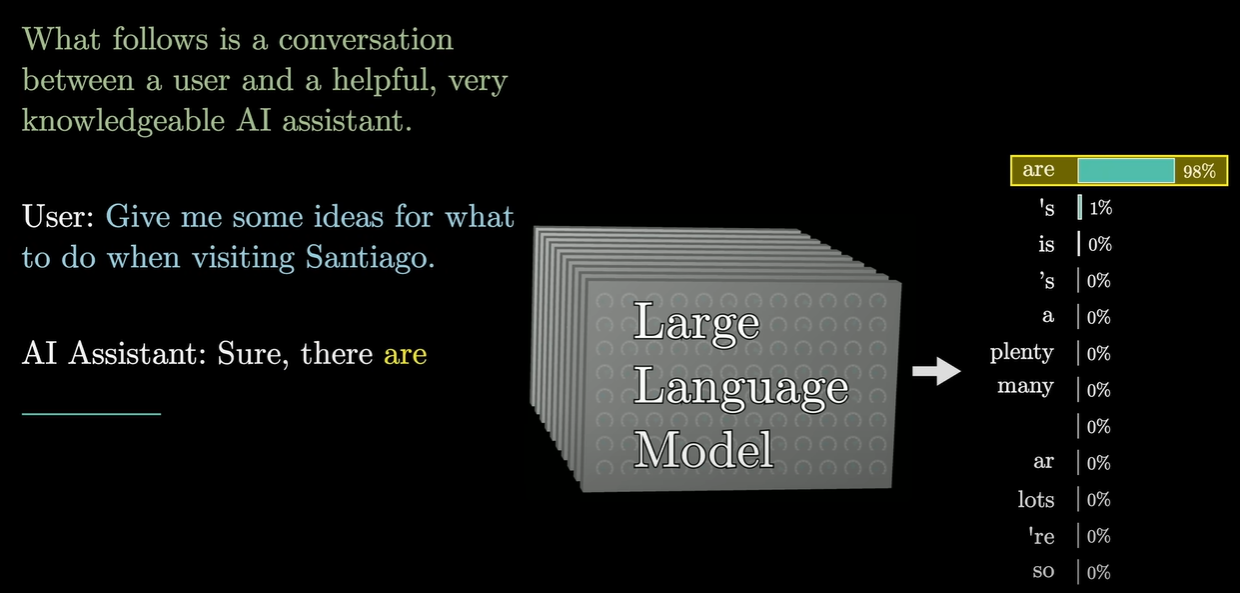 What follows is a conversation
between a user and a helpful, very
knowledgeable AI assistant.
User: Give me some ideas for what
to do when visiting Santiago.
AI Assistant: Sure, there are
Large
Language
Model
are 98%
's 1%
is 0%
’s 0%
a 0%
plenty 0%
many 0%
0%
ar 0%
lots 0%
're 0%
so 0%